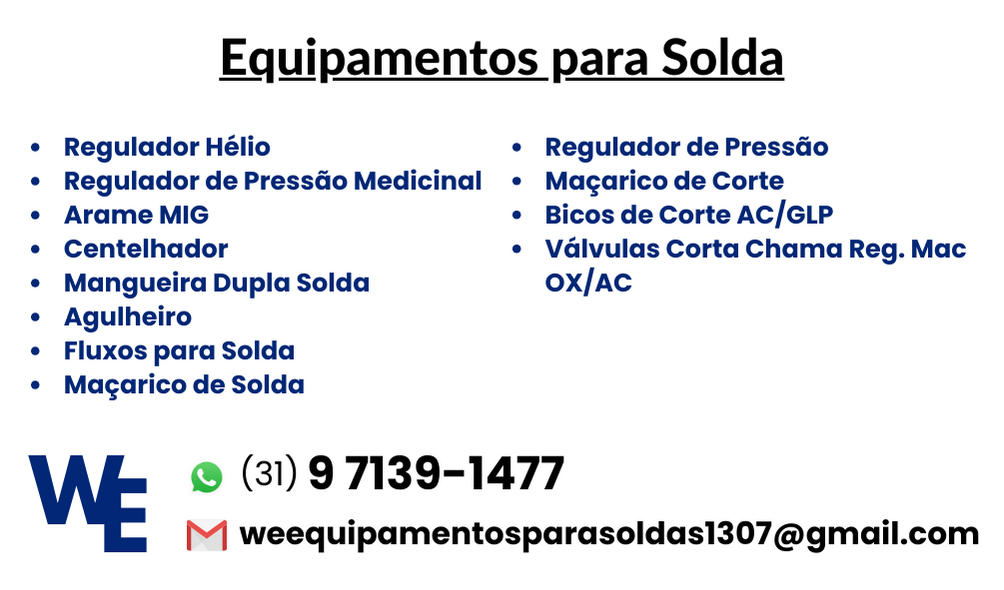 Equipamentos para Solda
• Regulador Hélio
• Regulador de Pressão Medicinal
• Arame MIG
• Centelhador
• Mangueira Dupla Solda
• Agulheiro
• Fluxos para Solda
• Maçarico de Solda
• Regulador de Pressão
• Maçarico de Corte
• Bicos de Corte AC/GLP
• Válvulas Corta Chama Reg. Mac
OX/AC
WE
(31) 9 7139-1477
weequipamentosparasoldas1307@gmail.com